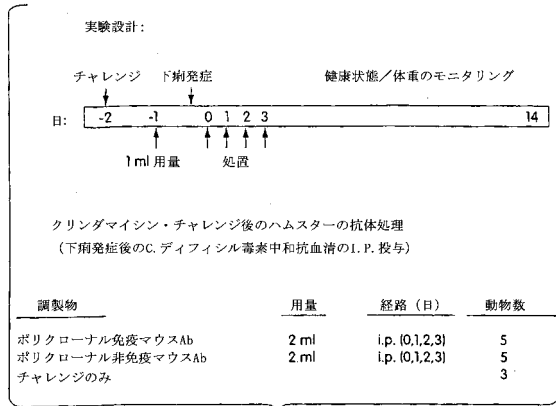 実験設計：
チャレンジ 下痢発症 健康状態／体重のモニタリング
日: -2 -1 0 1 2 3 14
1 ml 用量 処置
クリンダマイシン・チャレンジ後のハムスターの抗体処理
（下痢発症後のC.ディフィシル毒素中和抗血清のI.P.投与）
調製物 用量 経路（日） 動物数
ポリクローナル免疫マウスAb 2 ml i.p. (0,1,2,3) 5
ポリクローナル非免疫マウスAb 2 ml i.p. (0,1,2,3) 5
チャレンジのみ 3